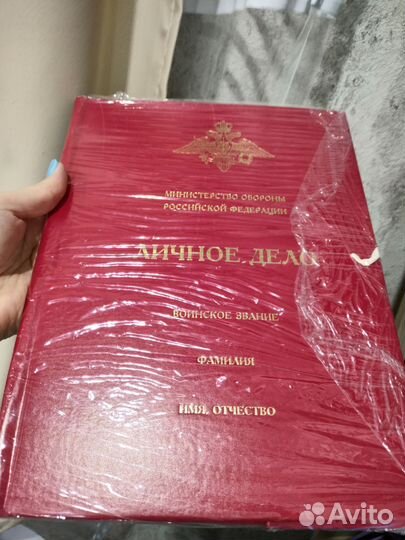 МИНИСТЕРСТВО ОБОРОНЫ
РОССИЙСКОЙ ФЕДЕРАЦИИ
ЛИЧНОЕ ДЕЛО
ВОИНСКОЕ ЗВАНИЕ
ФАМИЛИЯ
ИМЯ, ОТЧЕСТВО
Avito